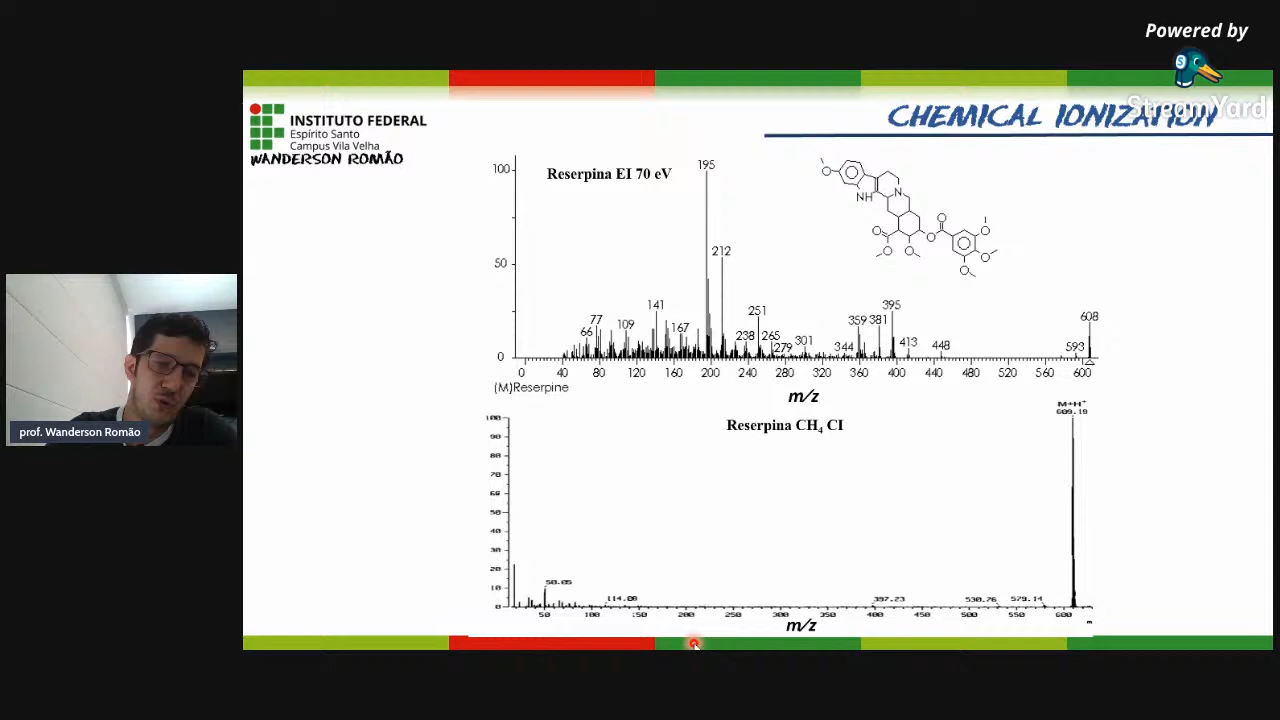 Powered by
StreamYard
CHEMICAL IONIZATION
INSTITUTO FEDERAL
Espírito Santo
Campus Vila Velha
WANDERSON ROMÃO
Reserpina EI 70 eV
100
50
0
195
212
66
77
109
141
167
238
251
265
279
301
344
359
381
395
413
448
593
608
0 40 80 120 160 200 240 280 320 360 400 440 480 520 560 600
(M)Reserpine
m/z
O
NH
N
O
O
O
O
O
O
O
O
Reserpina CH₄ CI
M+H⁺
609.19
100
90
80
70
60
50
40
30
20
10
0
114.08
397.23
530.76
579.14
50 100 150 200 250 300 350 400 450 500 550 600
m/z
prof. Wanderson Romão